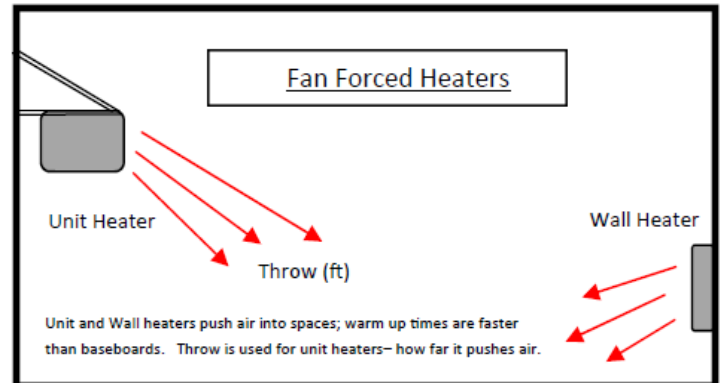 Fan Forced Heaters
Unit Heater
Wall Heater
Throw (ft)
Unit and Wall heaters push air into spaces; warm up times are faster
than baseboards.   Throw is used for unit heaters– how far it pushes air.